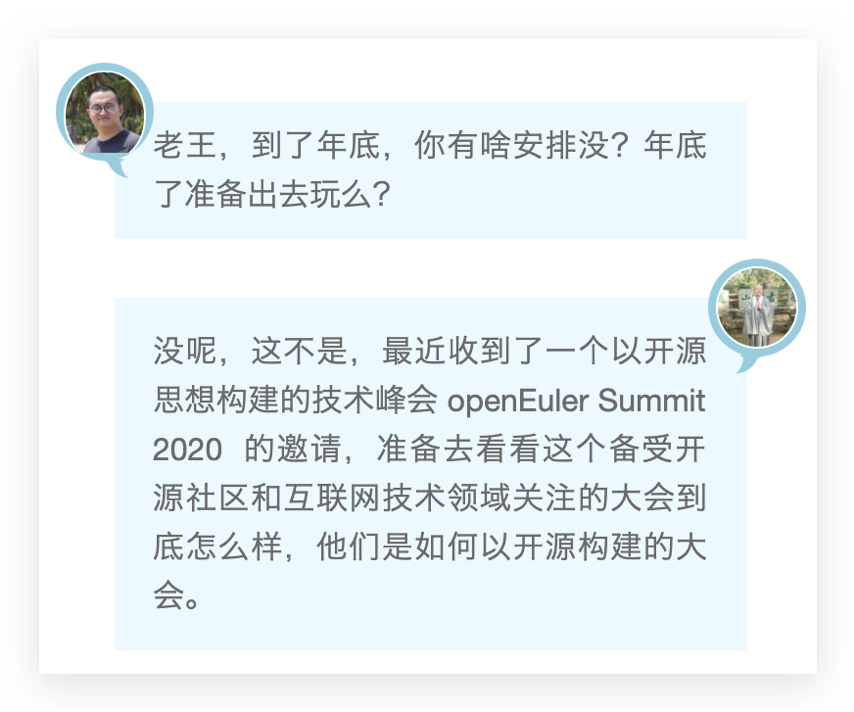 老王，到了年底，你有啥安排没？年底
了准备出去玩么？
没呢，这不是，最近收到了一个以开源
思想构建的技术峰会 openEuler Summit
2020 的邀请，准备去看看这个备受开
源社区和互联网技术领域关注的大会到
底怎么样，他们是如何以开源构建的大
会。